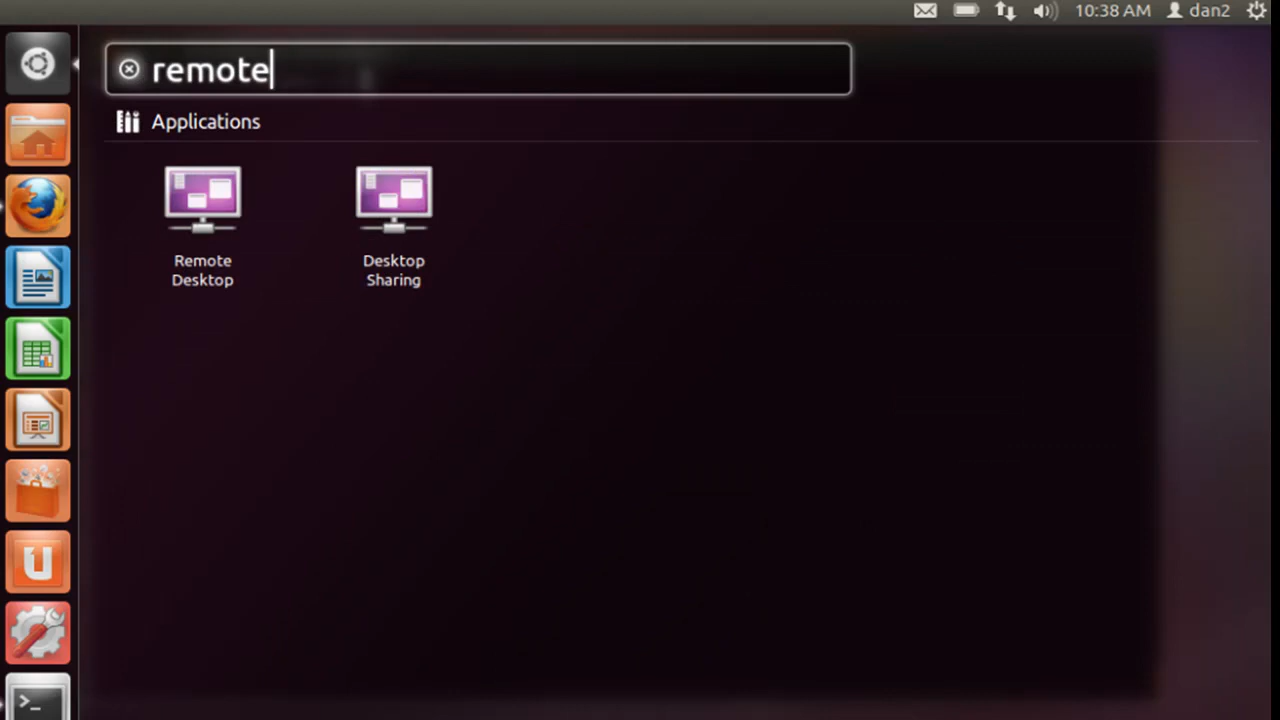 10:38 AM dan2
remote
Applications
Remote
Desktop
Desktop
Sharing